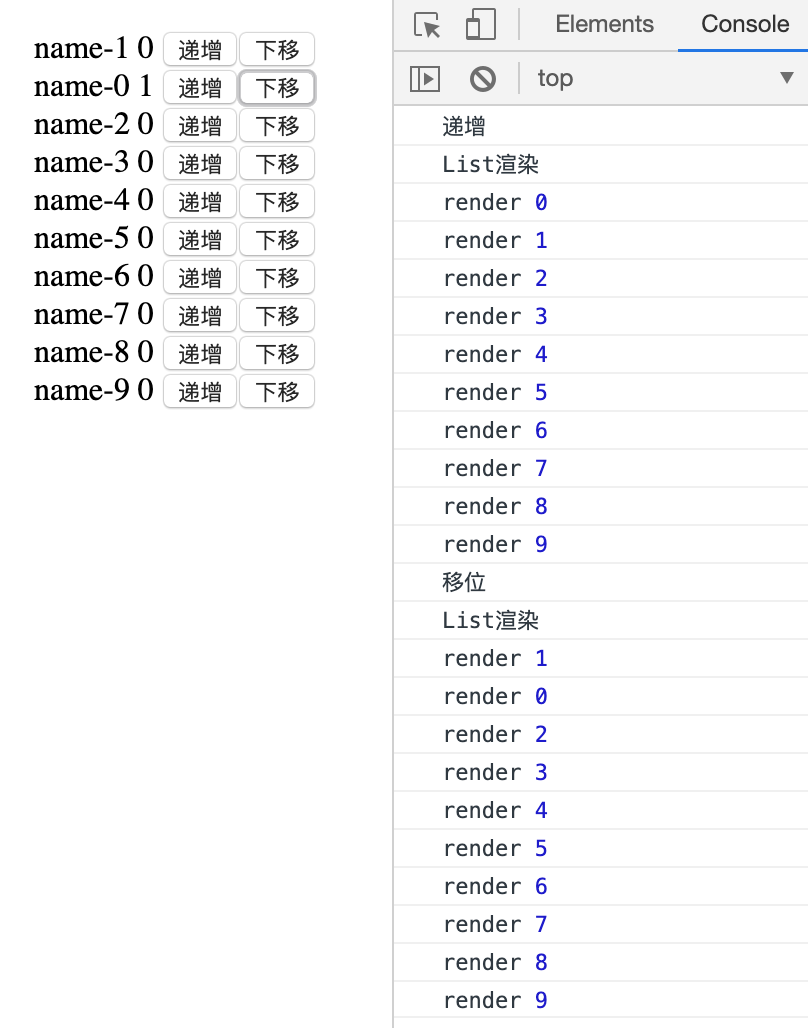 name-1 0 递增 下移
name-0 1 递增 下移
name-2 0 递增 下移
name-3 0 递增 下移
name-4 0 递增 下移
name-5 0 递增 下移
name-6 0 递增 下移
name-7 0 递增 下移
name-8 0 递增 下移
name-9 0 递增 下移
Elements Console
top
递增
List渲染
render 0
render 1
render 2
render 3
render 4
render 5
render 6
render 7
render 8
render 9
移位
List渲染
render 1
render 0
render 2
render 3
render 4
render 5
render 6
render 7
render 8
render 9